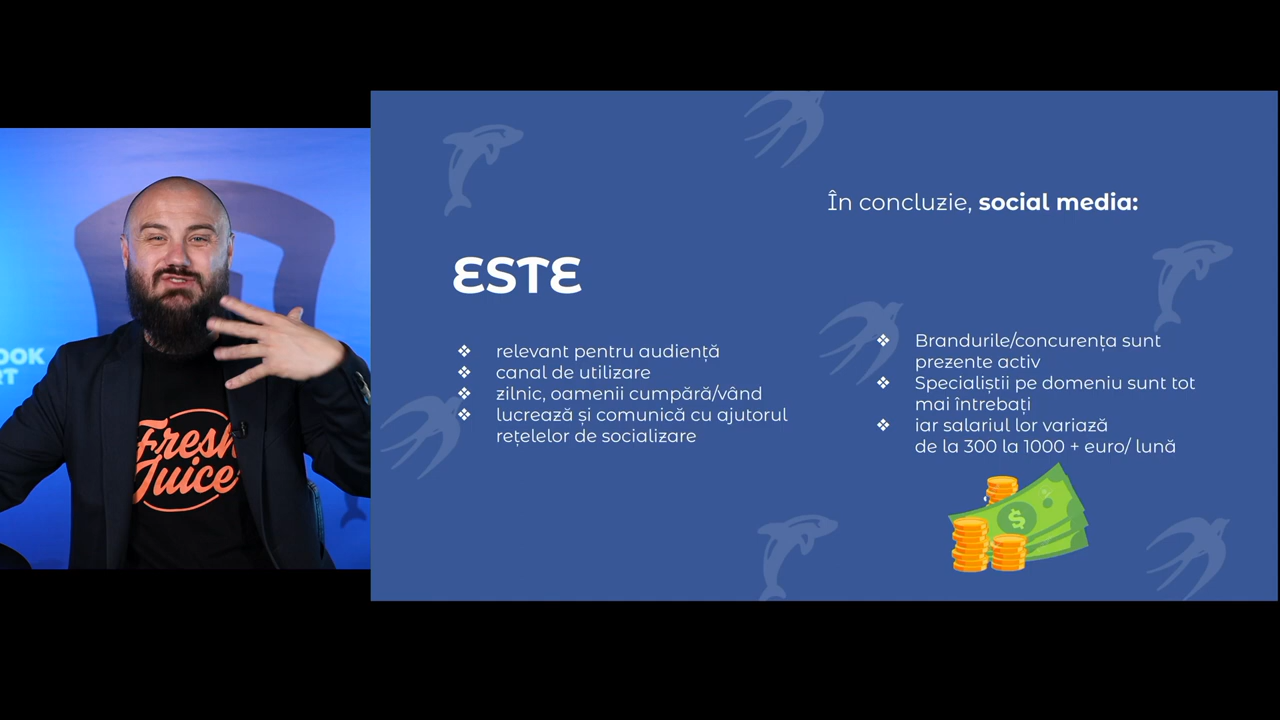 OOK
RT
Fresh
Juice
În concluzie, social media:
ESTE
❖ relevant pentru audiență
❖ canal de utilizare
❖ zilnic, oamenii cumpără/vând
❖ lucrează și comunică cu ajutorul
rețelelor de socializare
❖ Brandurile/concurența sunt
prezente activ
❖ Specialiștii pe domeniu sunt tot
mai întrebați
❖ iar salariul lor variază
de la 300 la 1000 + euro/ lună
$